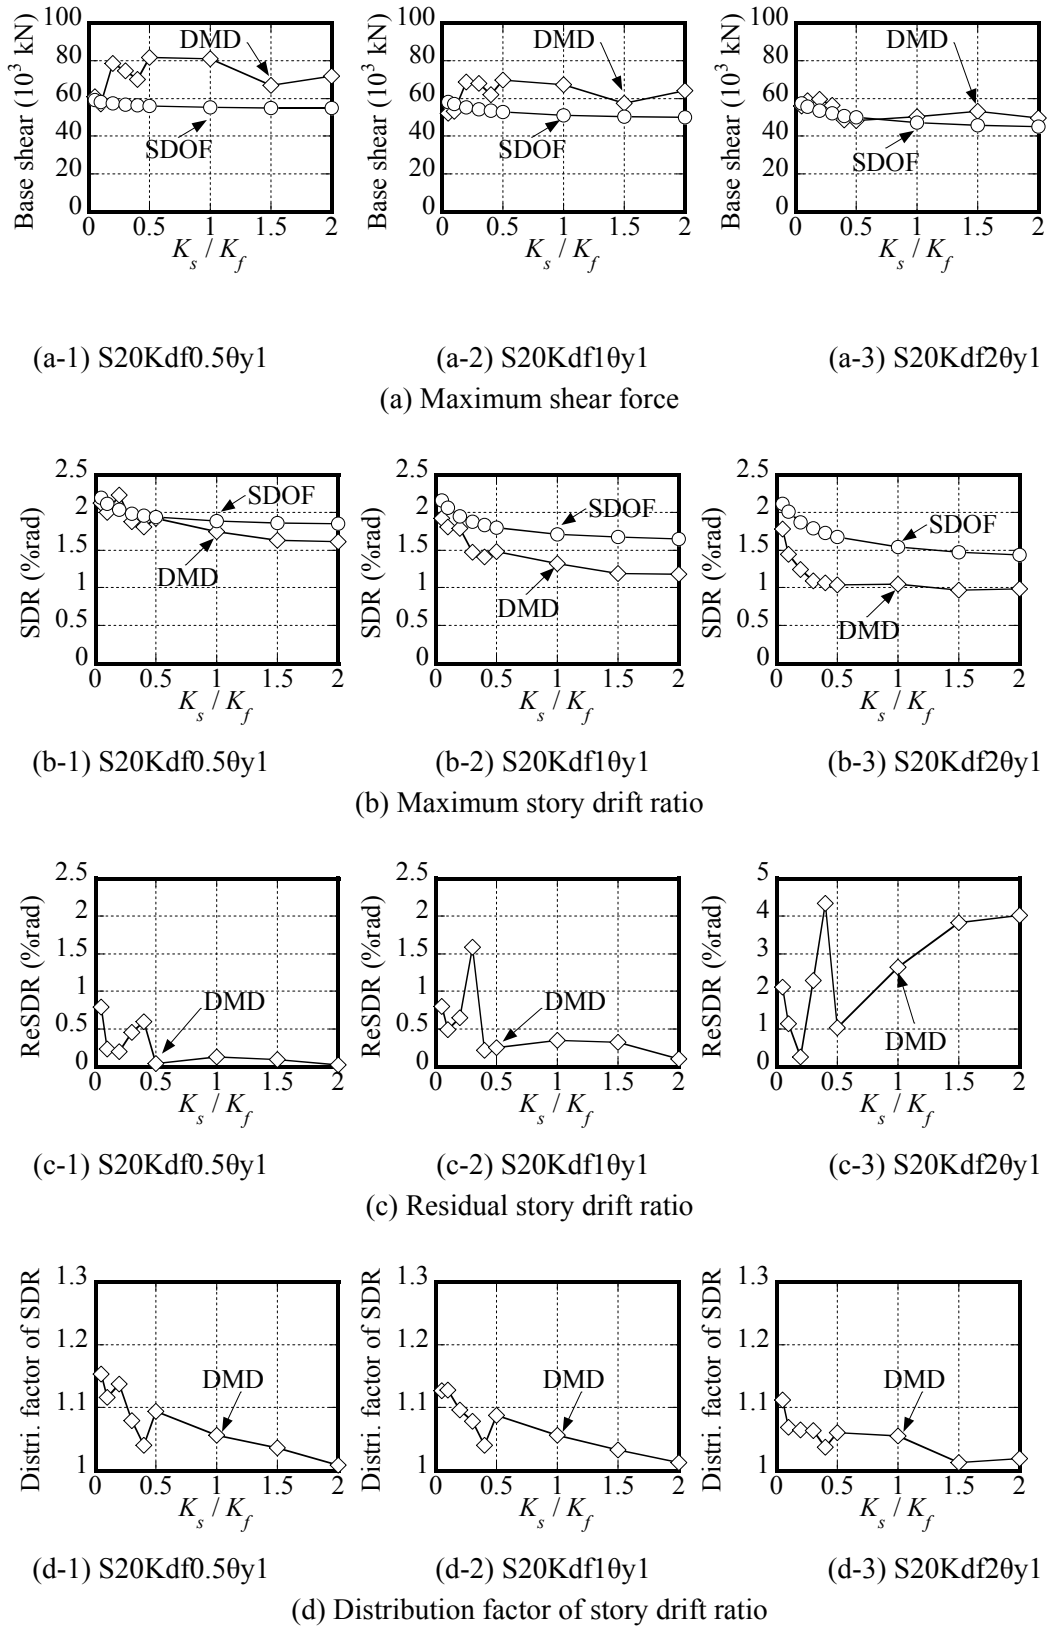 100
80
60
40
20
0
Base shear (10³ kN)
DMD
SDOF
0 0.5 1 1.5 2
K_s / K_f
100
80
60
40
20
0
Base shear (10³ kN)
DMD
SDOF
0 0.5 1 1.5 2
K_s / K_f
100
80
60
40
20
0
Base shear (10³ kN)
DMD
SDOF
0 0.5 1 1.5 2
K_s / K_f
(a-1) S20Kdf0.5θy1
(a-2) S20Kdf1θy1
(a-3) S20Kdf2θy1
(a) Maximum shear force
2.5
2
1.5
1
0.5
0
SDR (%rad)
SDOF
DMD
0 0.5 1 1.5 2
K_s / K_f
2.5
2
1.5
1
0.5
0
SDR (%rad)
SDOF
DMD
0 0.5 1 1.5 2
K_s / K_f
2.5
2
1.5
1
0.5
0
SDR (%rad)
SDOF
DMD
0 0.5 1 1.5 2
K_s / K_f
(b-1) S20Kdf0.5θy1
(b-2) S20Kdf1θy1
(b-3) S20Kdf2θy1
(b) Maximum story drift ratio
2.5
2
1.5
1
0.5
0
ReSDR (%rad)
DMD
0 0.5 1 1.5 2
K_s / K_f
2.5
2
1.5
1
0.5
0
ReSDR (%rad)
DMD
0 0.5 1 1.5 2
K_s / K_f
5
4
3
2
1
0
ReSDR (%rad)
DMD
0 0.5 1 1.5 2
K_s / K_f
(c-1) S20Kdf0.5θy1
(c-2) S20Kdf1θy1
(c-3) S20Kdf2θy1
(c) Residual story drift ratio
1.3
1.2
1.1
1
Distri. factor of SDR
DMD
0 0.5 1 1.5 2
K_s / K_f
1.3
1.2
1.1
1
Distri. factor of SDR
DMD
0 0.5 1 1.5 2
K_s / K_f
1.3
1.2
1.1
1
Distri. factor of SDR
DMD
0 0.5 1 1.5 2
K_s / K_f
(d-1) S20Kdf0.5θy1
(d-2) S20Kdf1θy1
(d-3) S20Kdf2θy1
(d) Distribution factor of story drift ratio